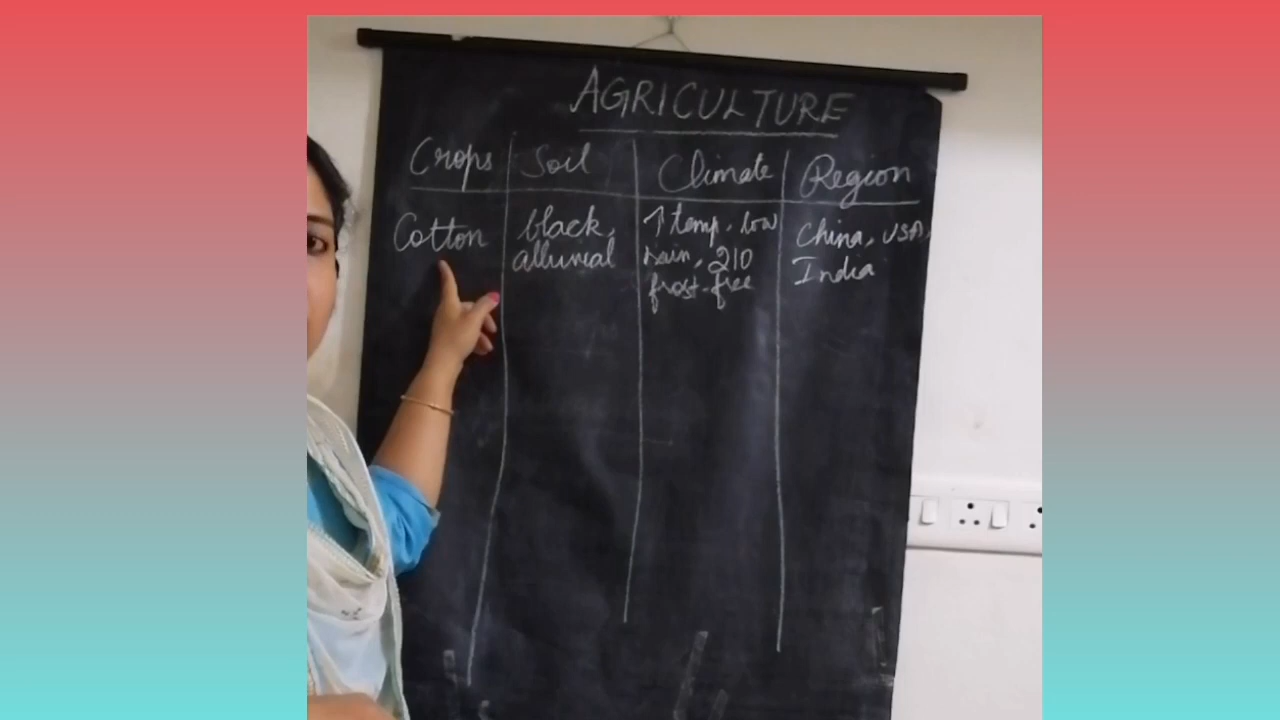 AGRICULTURE
Crops Soil Climate Region
Cotton black, ↑ temp, low China, USA,
alluvial rain, 210 India
frost-free